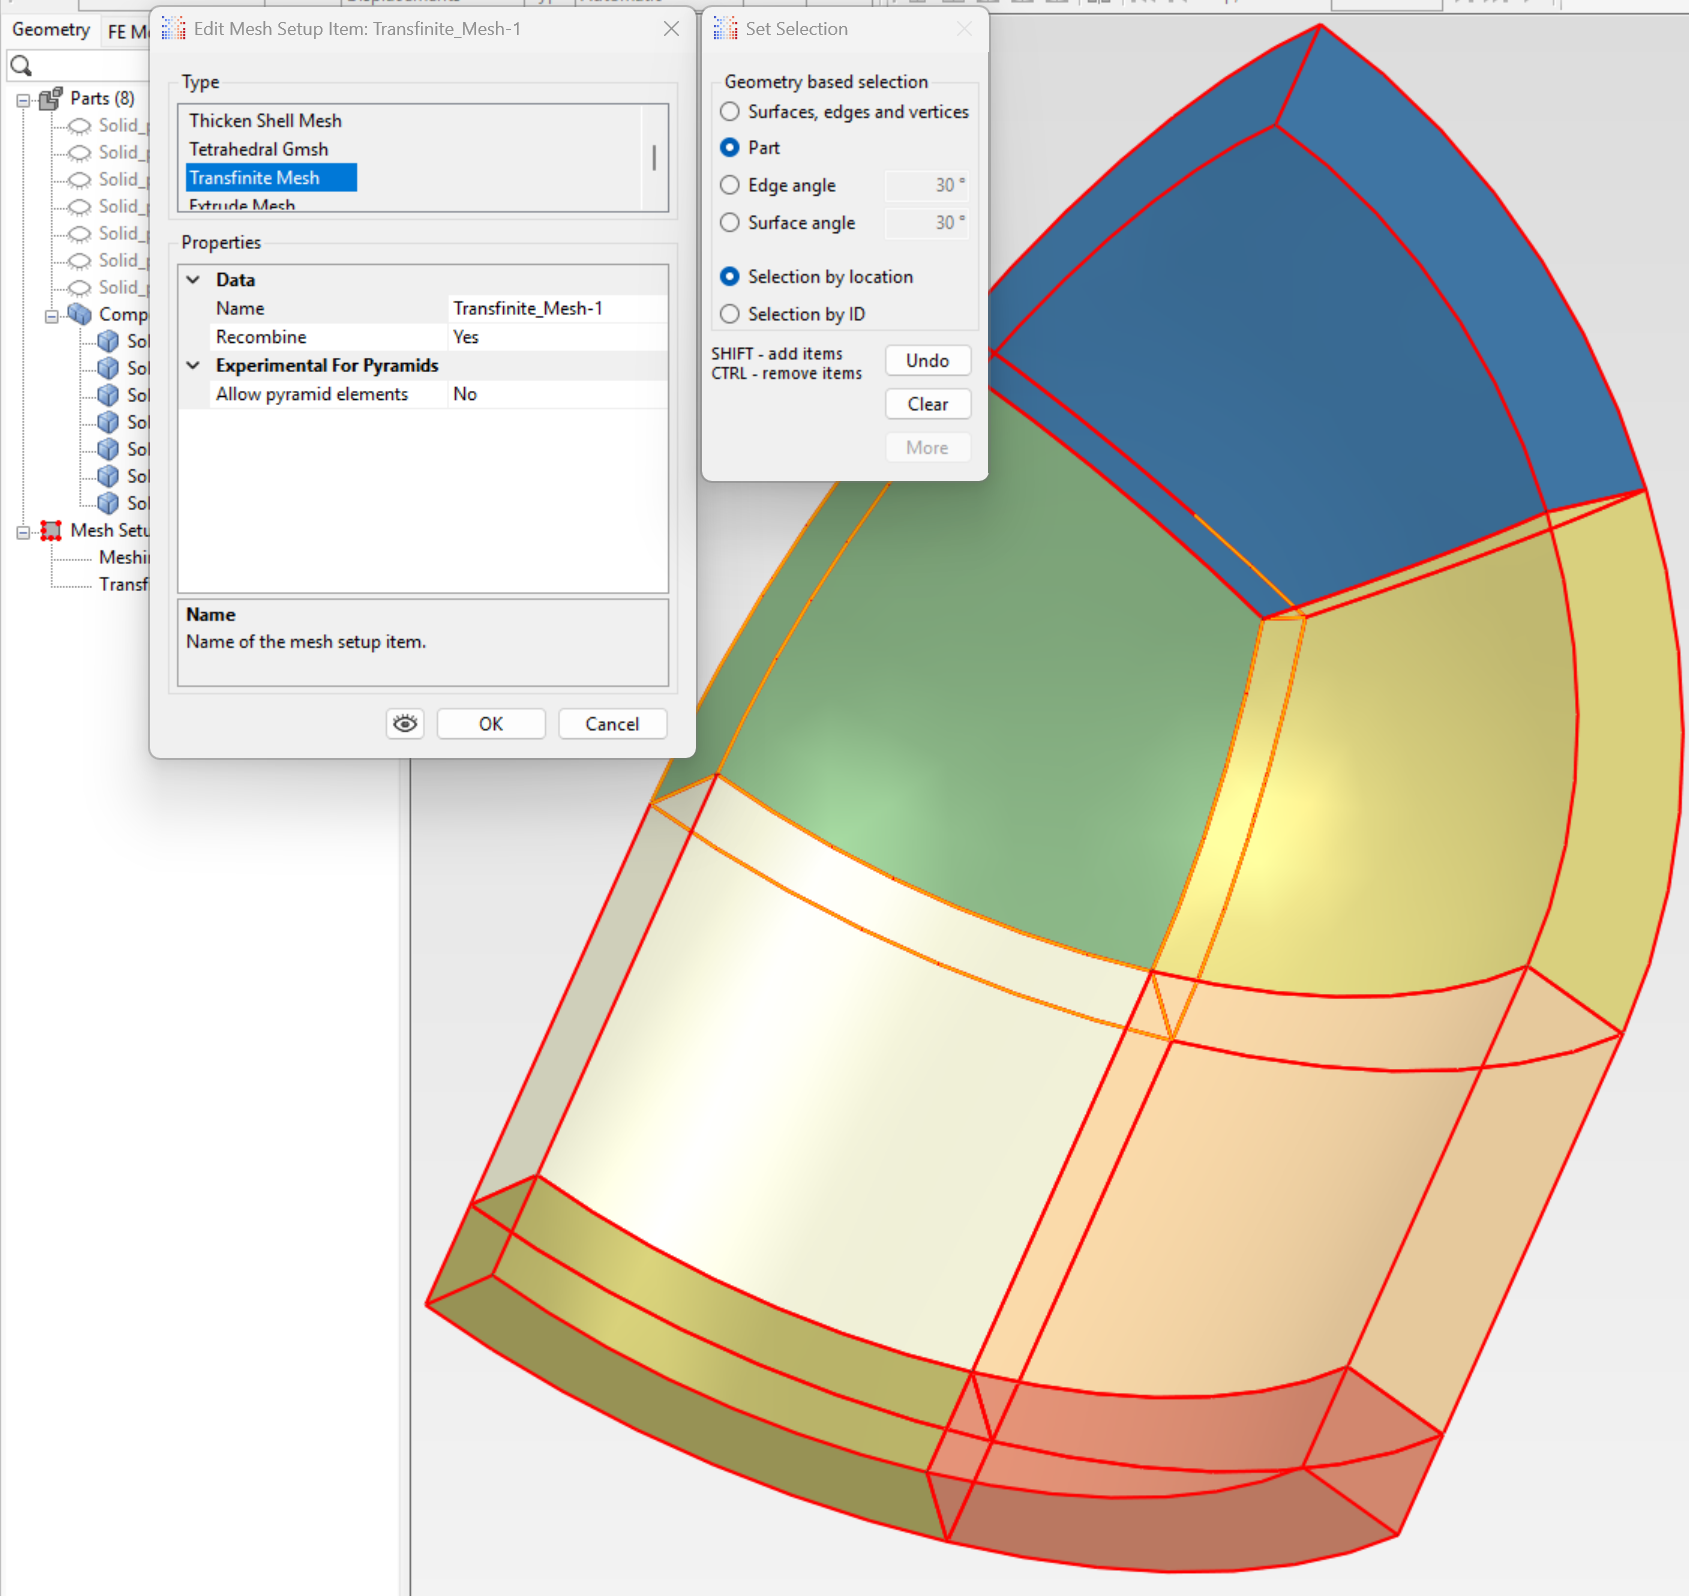 Geometry
FE M
Parts (8)
Solid_
Solid_
Solid_
Solid_
Solid_
Solid_
Solid_
Comp
Sol
Sol
Sol
Sol
Sol
Sol
Sol
Mesh Setu
Meshi
Transf
Edit Mesh Setup Item: Transfinite_Mesh-1
Type
Thicken Shell Mesh
Tetrahedral Gmsh
Transfinite Mesh
Extrude Mesh
Properties
Data
Name Transfinite_Mesh-1
Recombine Yes
Experimental For Pyramids
Allow pyramid elements No
Name
Name of the mesh setup item.
OK Cancel
Set Selection
Geometry based selection
Surfaces, edges and vertices
Part
Edge angle 30 °
Surface angle 30 °
Selection by location
Selection by ID
SHIFT - add items
CTRL - remove items
Undo
Clear
More